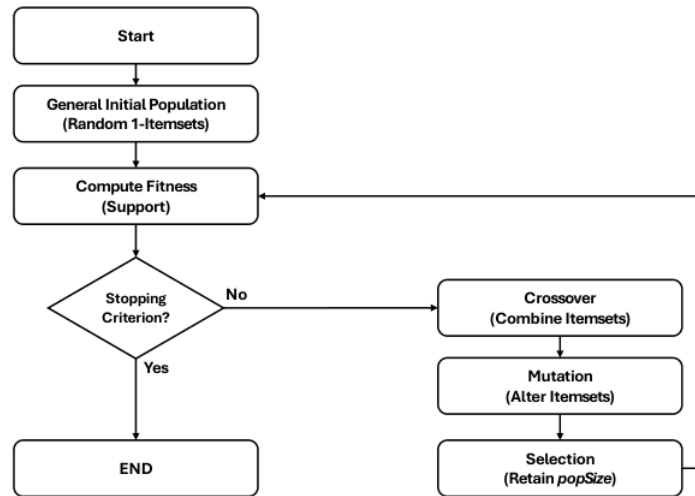 Start
General Initial Population
(Random 1-Itemsets)
Compute Fitness
(Support)
Stopping
Criterion?
No
Yes
Crossover
(Combine Itemsets)
Mutation
(Alter Itemsets)
Selection
(Retain popSize)
END